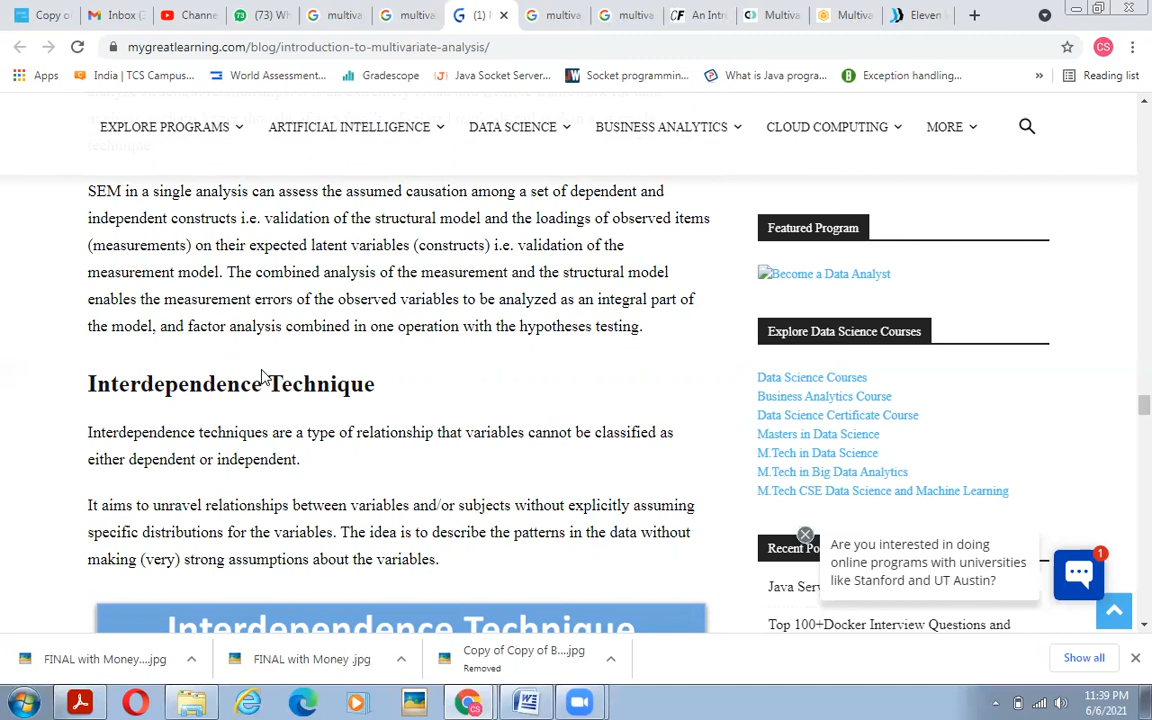 Copy of
Inbox (
Channe
(73) Wh
multiva
multiva
(1)
multiva
multiva
An Intr
Multiva
Multiva
Eleven
mygreatlearning.com/blog/introduction-to-multivariate-analysis/
CS
Apps
India | TCS Campus...
World Assessment...
Gradescope
Java Socket Server...
Socket programmin...
What is Java progra...
Exception handling...
»
Reading list
EXPLORE PROGRAMS
ARTIFICIAL INTELLIGENCE
DATA SCIENCE
BUSINESS ANALYTICS
CLOUD COMPUTING
MORE
technique.
SEM in a single analysis can assess the assumed causation among a set of dependent and
independent constructs i.e. validation of the structural model and the loadings of observed items
(measurements) on their expected latent variables (constructs) i.e. validation of the
measurement model. The combined analysis of the measurement and the structural model
enables the measurement errors of the observed variables to be analyzed as an integral part of
the model, and factor analysis combined in one operation with the hypotheses testing.
Interdependence Technique
Interdependence techniques are a type of relationship that variables cannot be classified as
either dependent or independent.
It aims to unravel relationships between variables and/or subjects without explicitly assuming
specific distributions for the variables. The idea is to describe the patterns in the data without
making (very) strong assumptions about the variables.
Interdependence Technique
Featured Program
Become a Data Analyst
Explore Data Science Courses
Data Science Courses
Business Analytics Course
Data Science Certificate Course
Masters in Data Science
M.Tech in Data Science
M.Tech in Big Data Analytics
M.Tech CSE Data Science and Machine Learning
Recent Po
Are you interested in doing
online programs with universities
like Stanford and UT Austin?
1
Java Ser
Top 100+Docker Interview Questions and
FINAL with Money....jpg
FINAL with Money .jpg
Copy of Copy of B....jpg
Removed
Show all
11:39 PM
6/6/2021